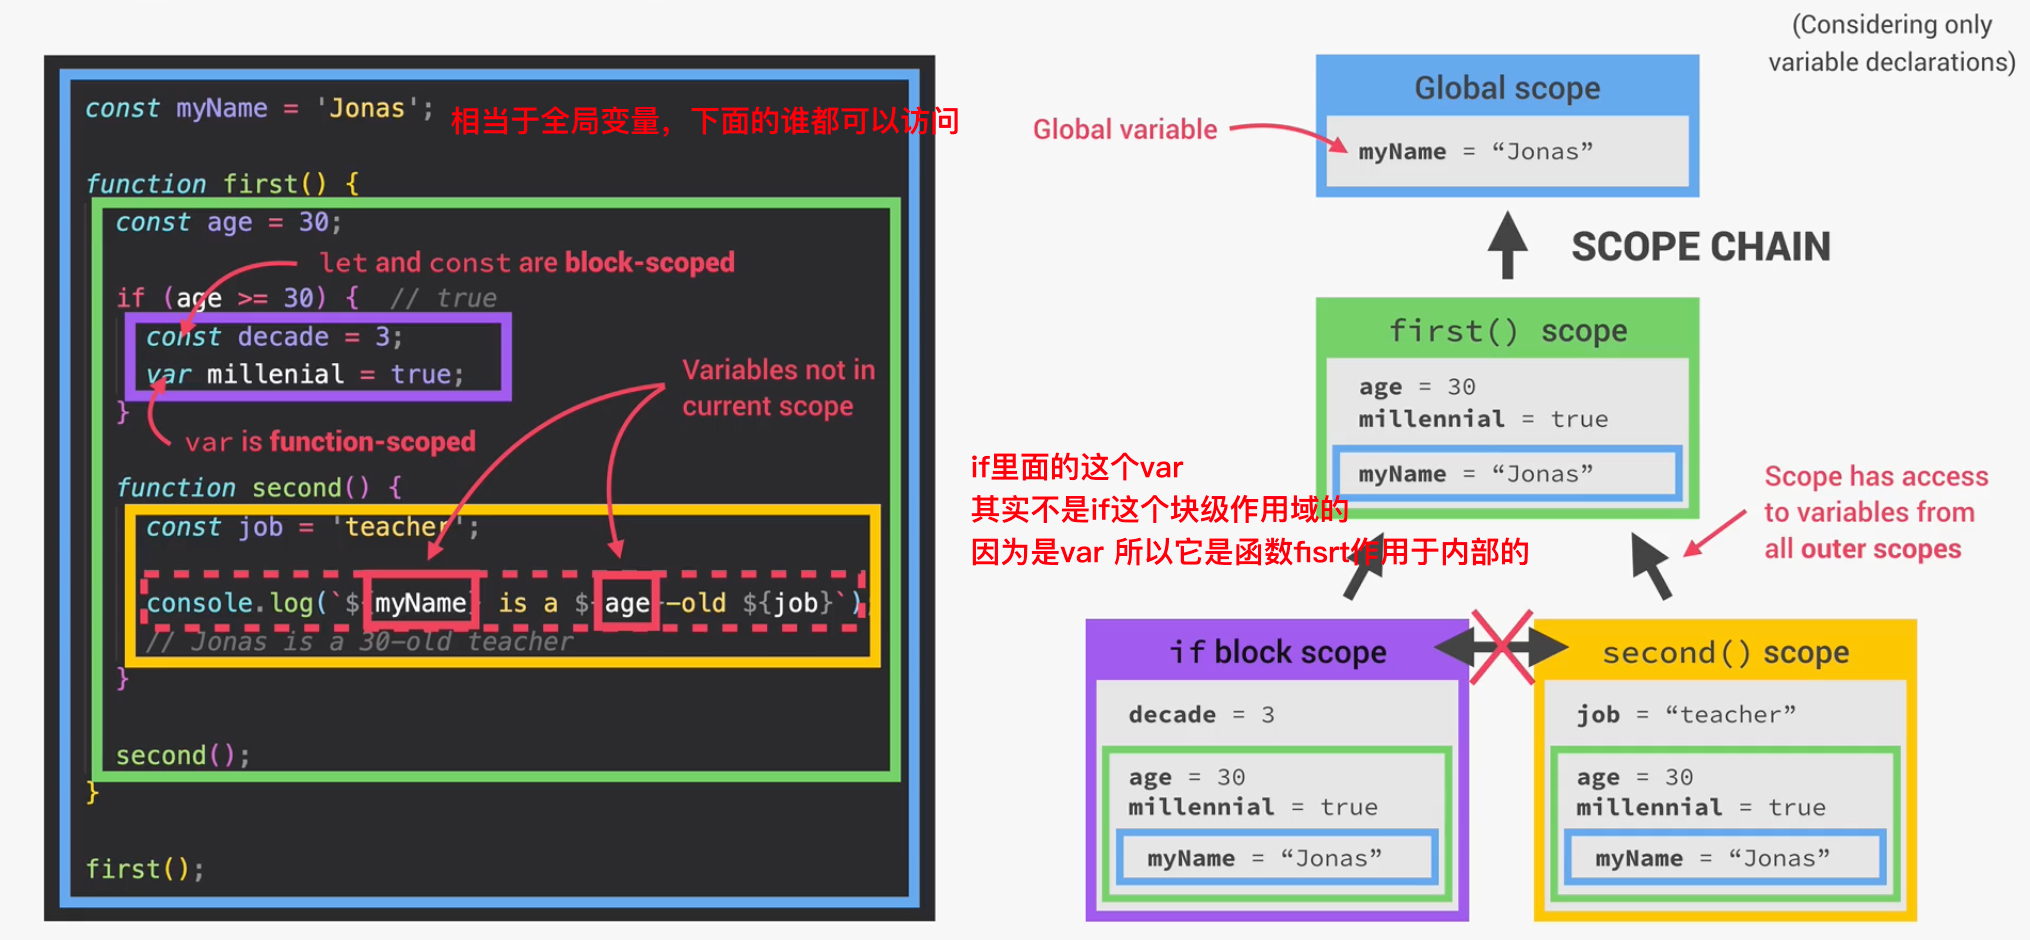 const myName = 'Jonas';
相当于全局变量，下面的谁都可以访问
function first() {
const age = 30;
let and const are block-scoped
if (age >= 30) { // true
const decade = 3;
var millenial = true;
}
var is function-scoped
Variables not in
current scope
function second() {
const job = 'teacher';
console.log(`${myName} is a ${age}-old ${job}`);
// Jonas is a 30-old teacher
}
second();
}
first();
(Considering only
variable declarations)
Global scope
Global variable
myName = “Jonas”
SCOPE CHAIN
first() scope
age = 30
millennial = true
myName = “Jonas”
if里面的这个var
其实不是if这个块级作用域的
因为是var 所以它是函数fisrt作用于内部的
Scope has access
to variables from
all outer scopes
if block scope
decade = 3
age = 30
millennial = true
myName = “Jonas”
second() scope
job = “teacher”
age = 30
millennial = true
myName = “Jonas”